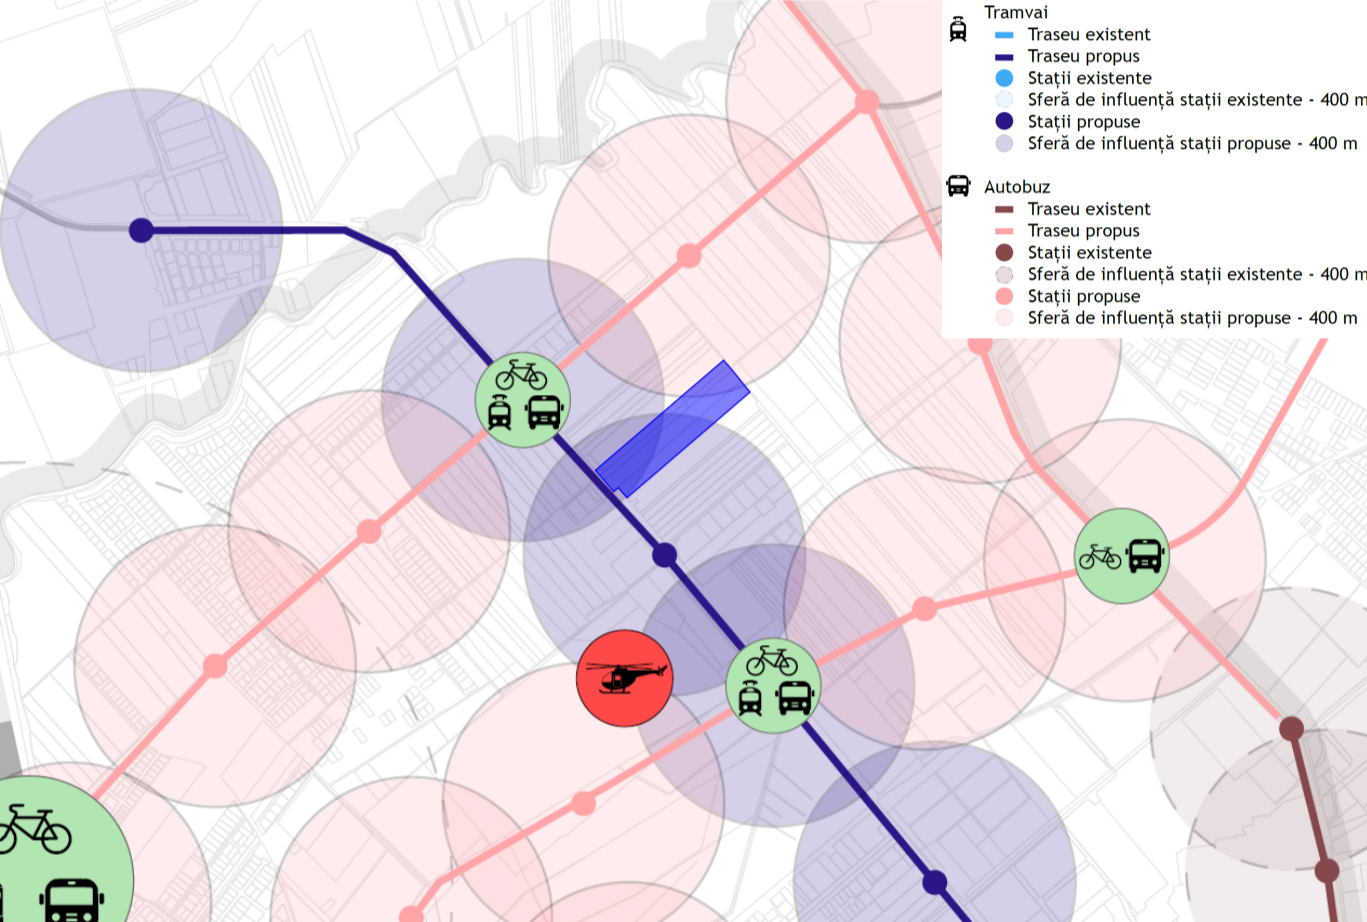 Tramvai
Traseu existent
Traseu propus
Stații existente
Sferă de influență stații existente - 400 m
Stații propuse
Sferă de influență stații propuse - 400 m
Autobuz
Traseu existent
Traseu propus
Stații existente
Sferă de influență stații existente - 400 m
Stații propuse
Sferă de influență stații propuse - 400 m